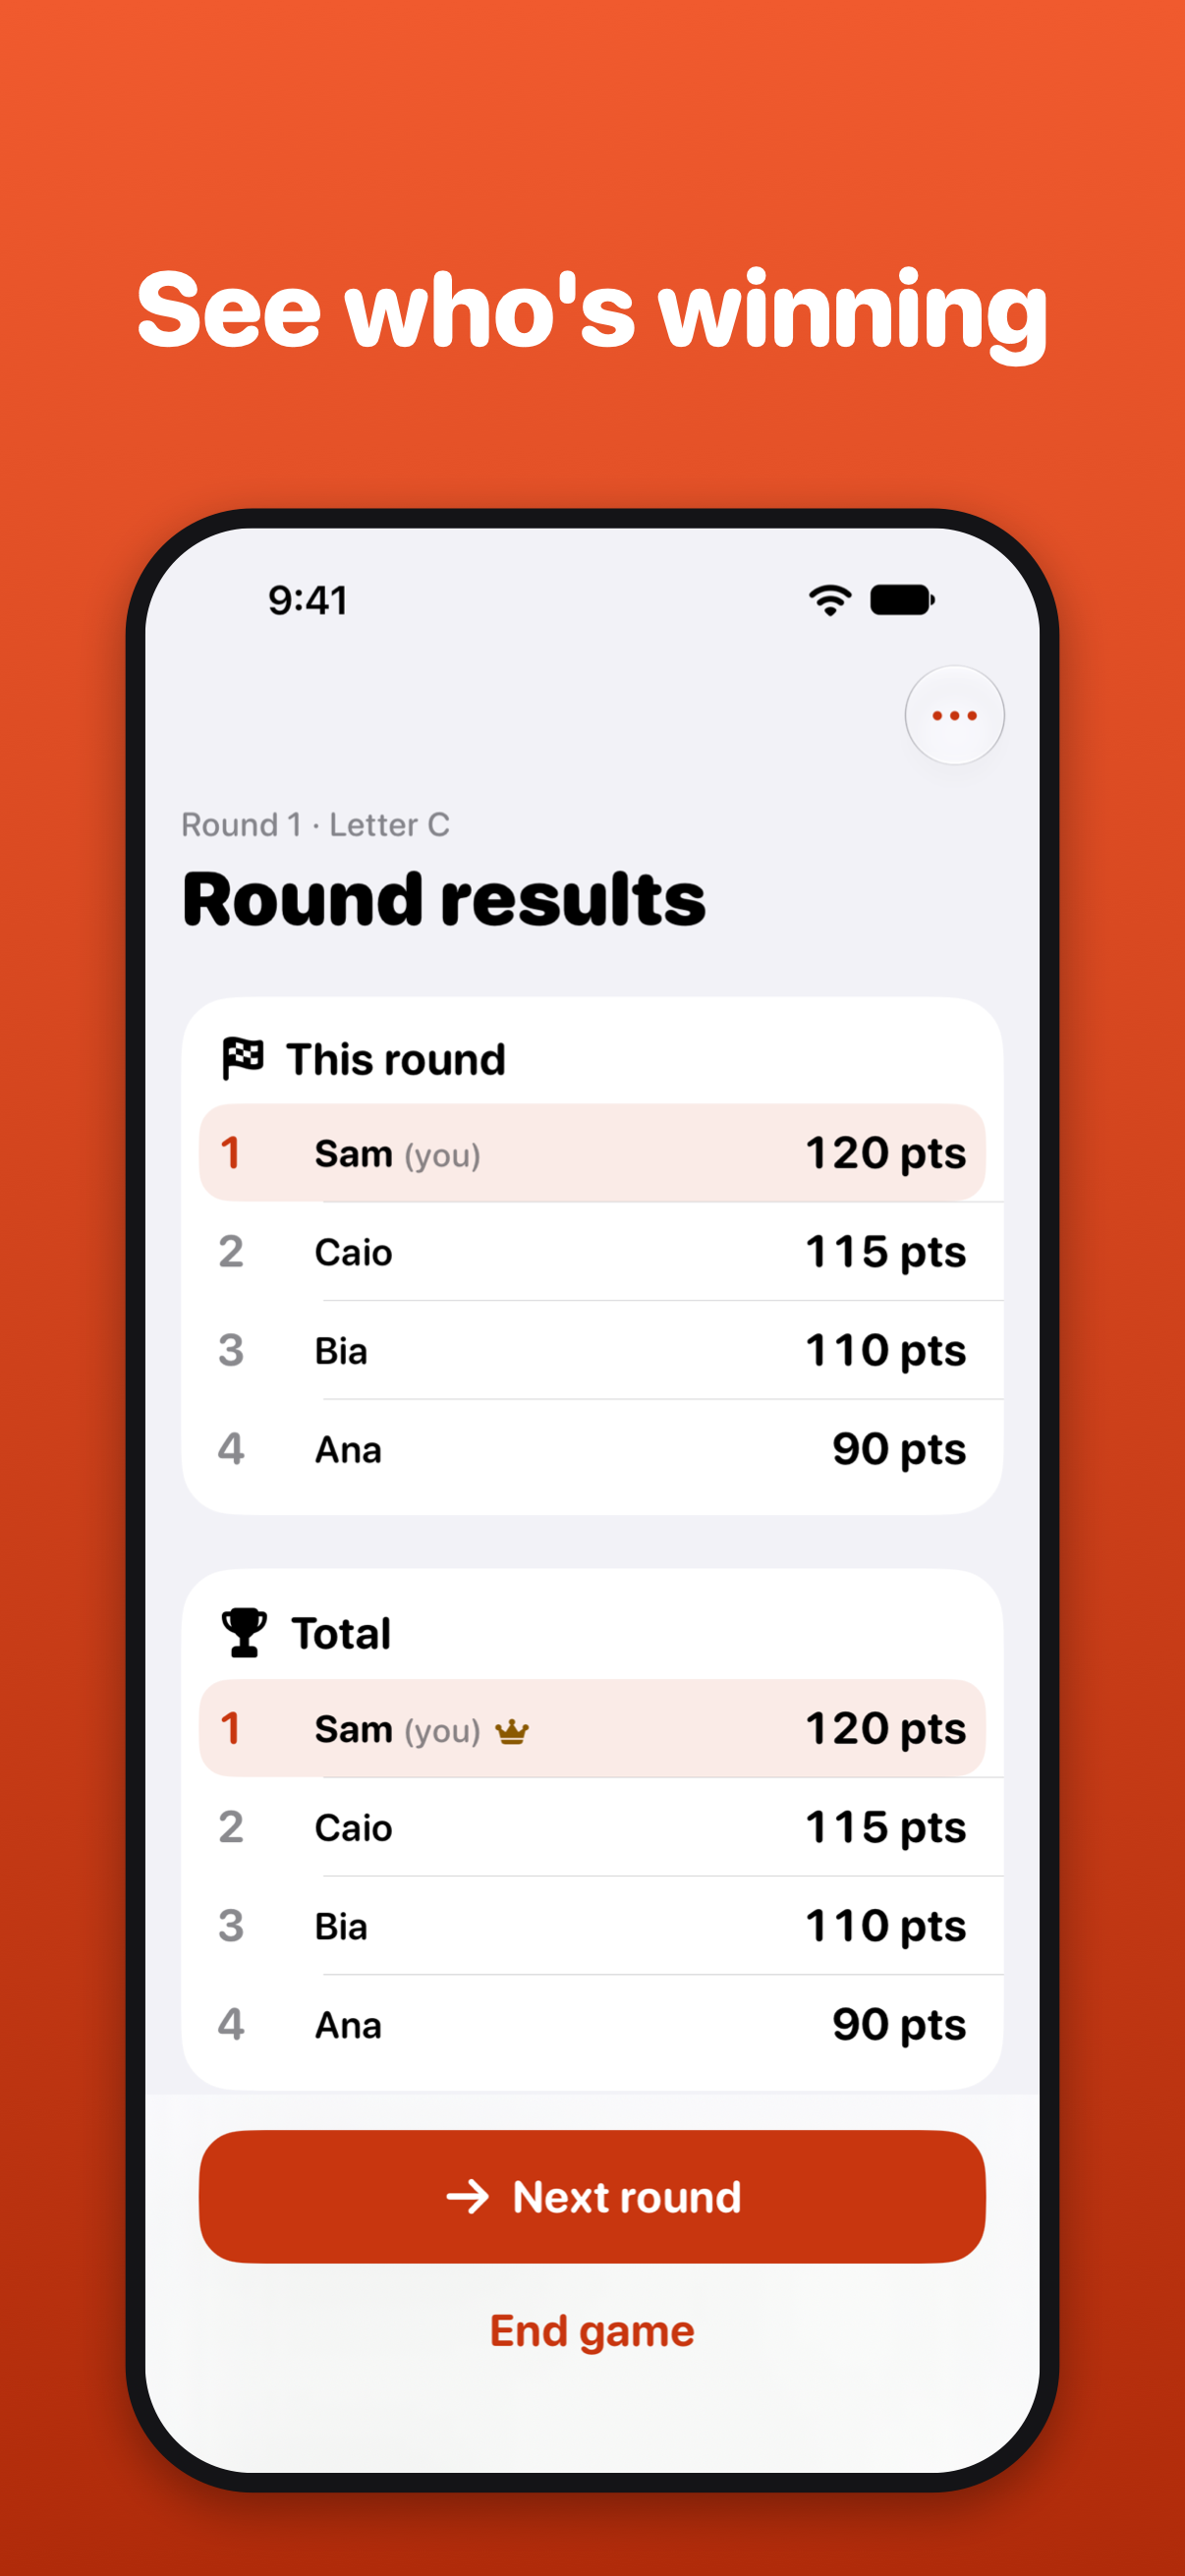 See who's winning
9:41
Round 1 · Letter C
Round results
This round
1 Sam (you) 120 pts
2 Caio 115 pts
3 Bia 110 pts
4 Ana 90 pts
Total
1 Sam (you) 120 pts
2 Caio 115 pts
3 Bia 110 pts
4 Ana 90 pts
Next round
End game